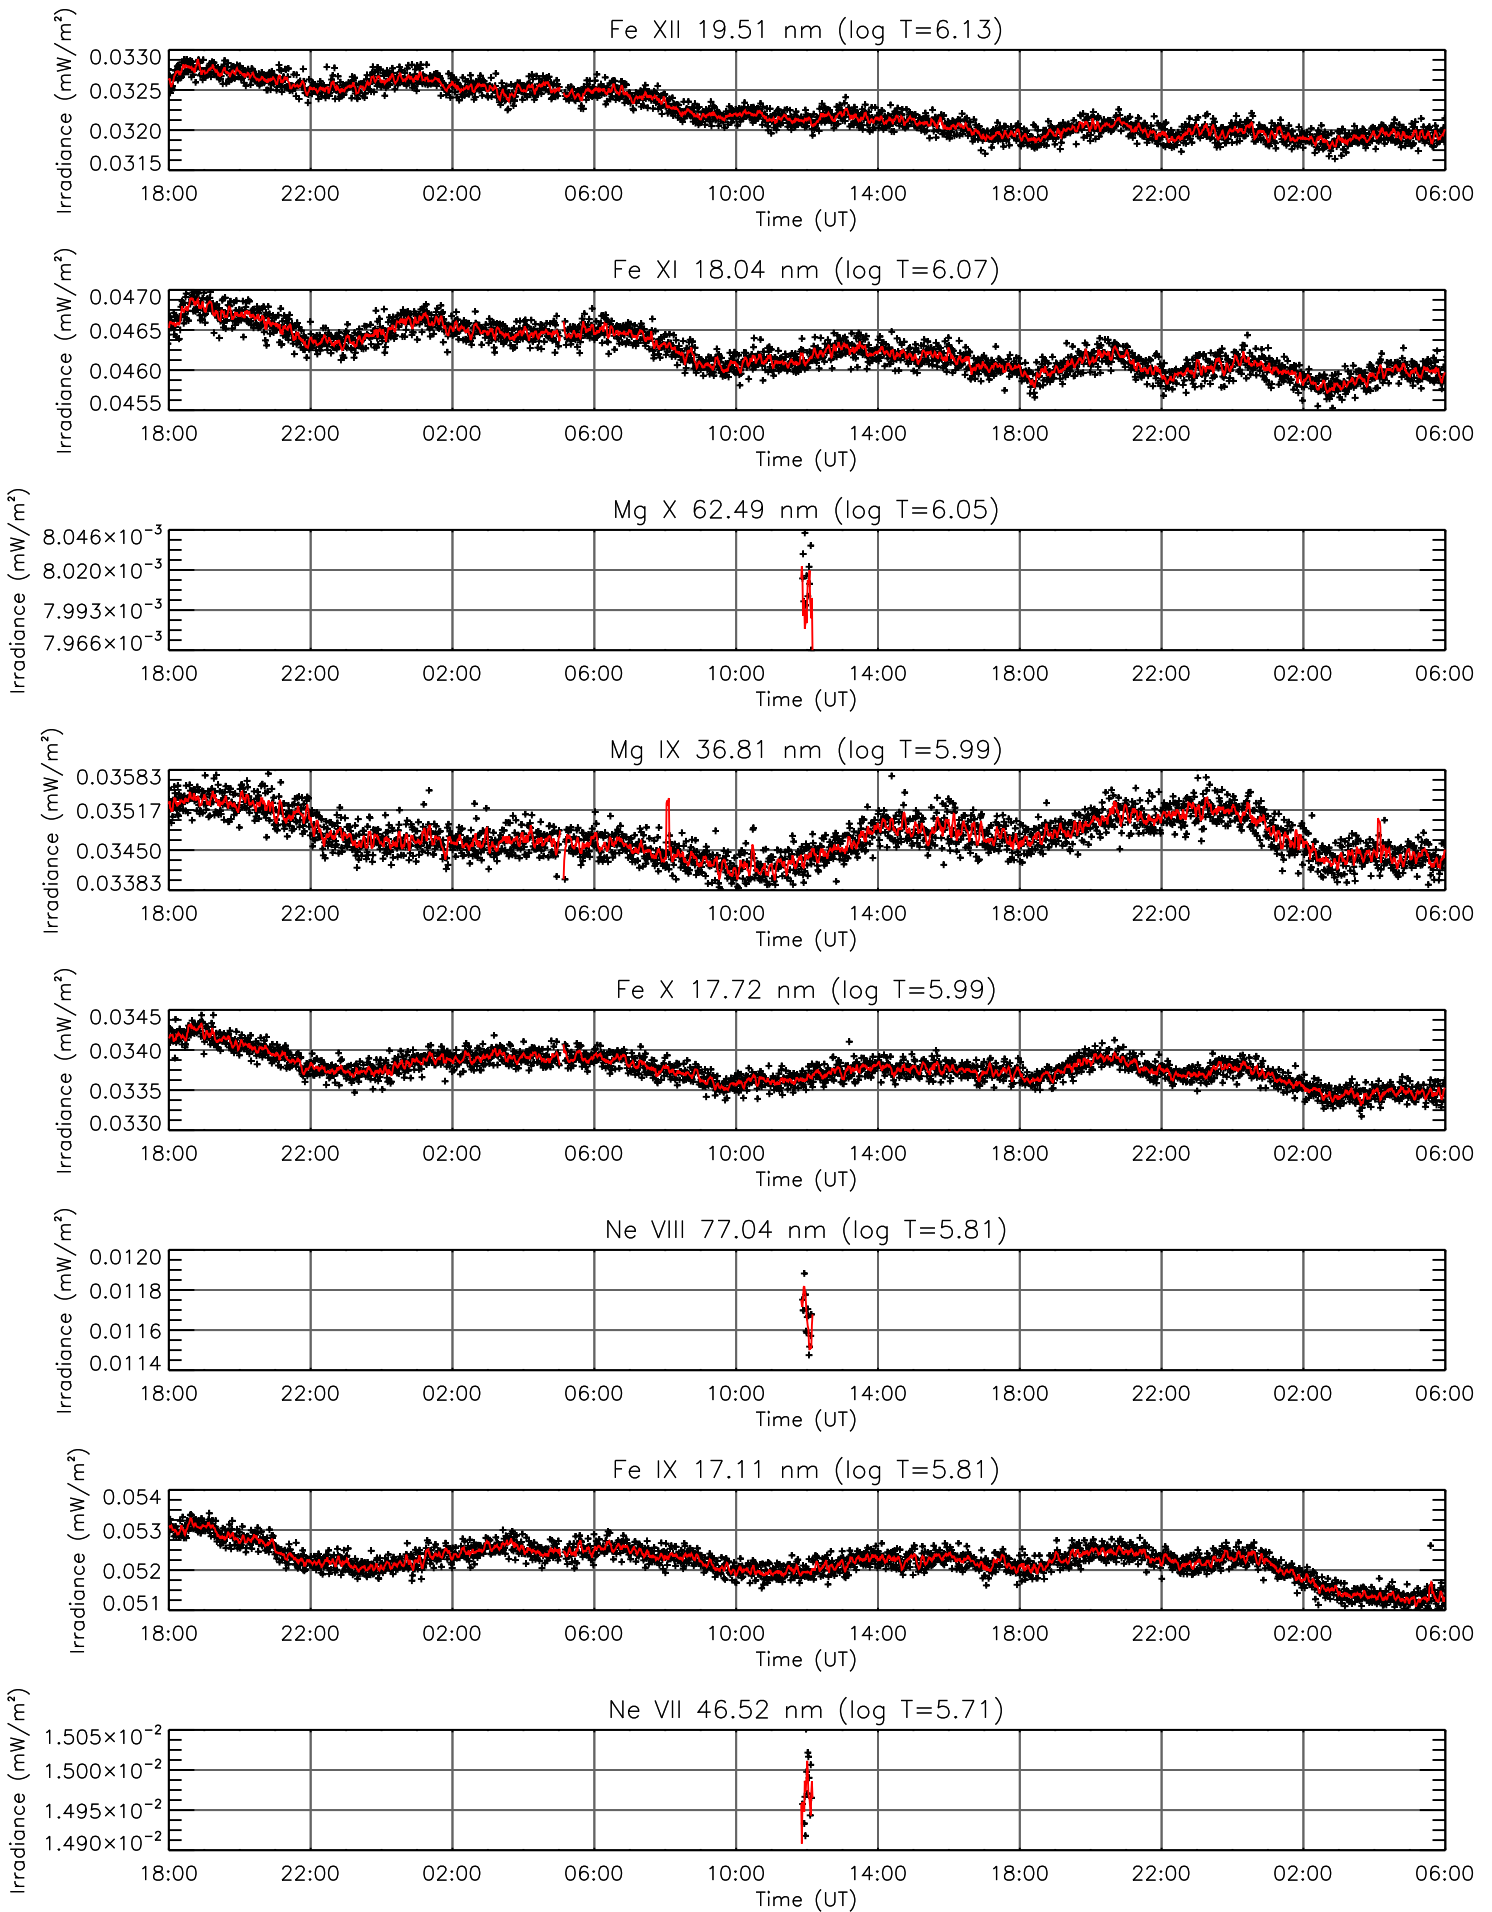 Fe XII 19.51 nm (log T=6.13)
Irradiance (mW/m²)
0.0330
0.0325
0.0320
0.0315
18:00 22:00 02:00 06:00 10:00 14:00 18:00 22:00 02:00 06:00
Time (UT)
Fe XI 18.04 nm (log T=6.07)
Irradiance (mW/m²)
0.0470
0.0465
0.0460
0.0455
18:00 22:00 02:00 06:00 10:00 14:00 18:00 22:00 02:00 06:00
Time (UT)
Mg X 62.49 nm (log T=6.05)
Irradiance (mW/m²)
8.046×10⁻³
8.020×10⁻³
7.993×10⁻³
7.966×10⁻³
18:00 22:00 02:00 06:00 10:00 14:00 18:00 22:00 02:00 06:00
Time (UT)
Mg IX 36.81 nm (log T=5.99)
Irradiance (mW/m²)
0.03583
0.03517
0.03450
0.03383
18:00 22:00 02:00 06:00 10:00 14:00 18:00 22:00 02:00 06:00
Time (UT)
Fe X 17.72 nm (log T=5.99)
Irradiance (mW/m²)
0.0345
0.0340
0.0335
0.0330
18:00 22:00 02:00 06:00 10:00 14:00 18:00 22:00 02:00 06:00
Time (UT)
Ne VIII 77.04 nm (log T=5.81)
Irradiance (mW/m²)
0.0120
0.0118
0.0116
0.0114
18:00 22:00 02:00 06:00 10:00 14:00 18:00 22:00 02:00 06:00
Time (UT)
Fe IX 17.11 nm (log T=5.81)
Irradiance (mW/m²)
0.054
0.053
0.052
0.051
18:00 22:00 02:00 06:00 10:00 14:00 18:00 22:00 02:00 06:00
Time (UT)
Ne VII 46.52 nm (log T=5.71)
Irradiance (mW/m²)
1.505×10⁻²
1.500×10⁻²
1.495×10⁻²
1.490×10⁻²
18:00 22:00 02:00 06:00 10:00 14:00 18:00 22:00 02:00 06:00
Time (UT)